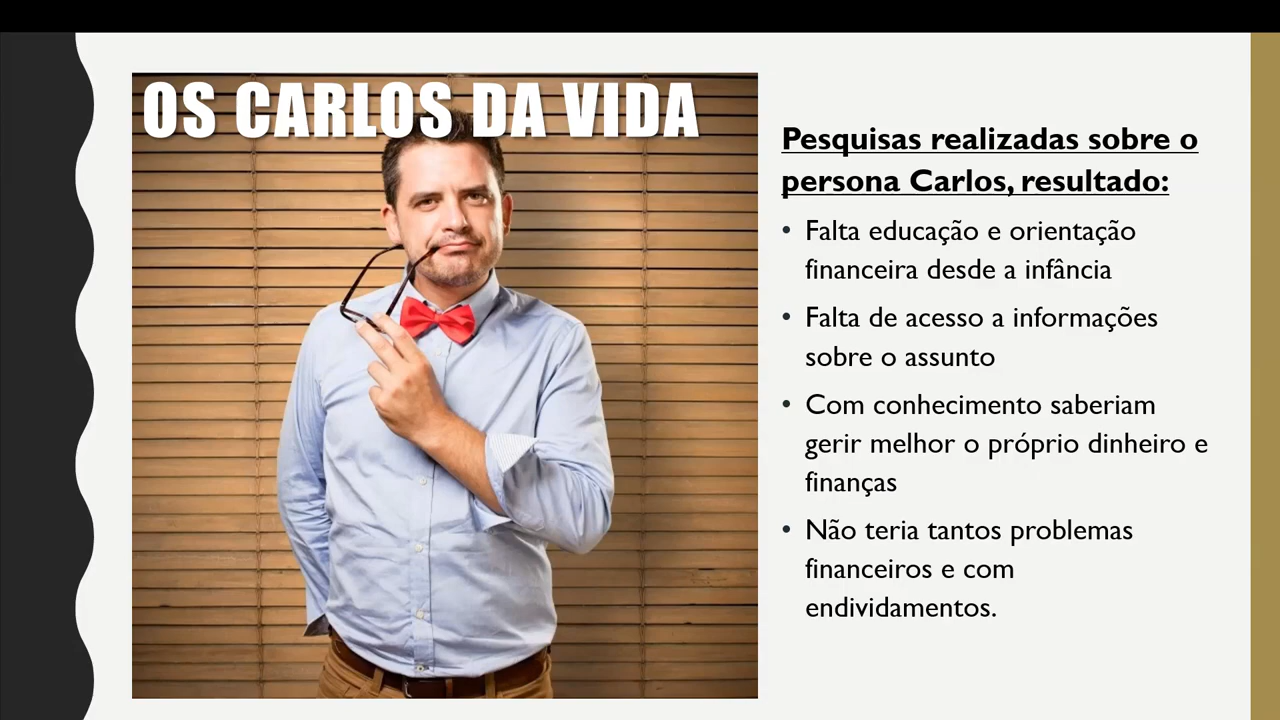 OS CARLOS DA VIDA
Pesquisas realizadas sobre o
persona Carlos, resultado:
• Falta educação e orientação
financeira desde a infância
• Falta de acesso a informações
sobre o assunto
• Com conhecimento saberiam
gerir melhor o próprio dinheiro e
finanças
• Não teria tantos problemas
financeiros e com
endividamentos.